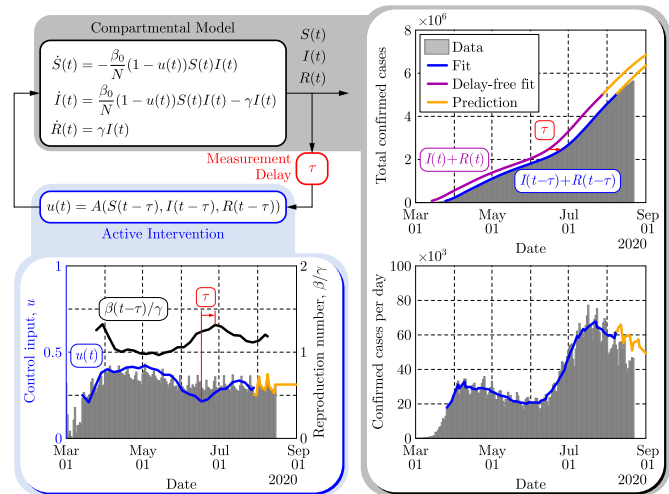 Compartmental Model
Ṡ(t) = −β₀/N (1 − u(t))S(t)I(t)
İ(t) = β₀/N (1 − u(t))S(t)I(t) − γI(t)
Ṙ(t) = γI(t)
S(t)
I(t)
R(t)
Measurement
Delay
τ
u(t) = A(S(t − τ), I(t − τ), R(t − τ))
Active Intervention
×10⁶
8
6
4
2
0
Total confirmed cases
Data
Fit
Delay-free fit
Prediction
τ
I(t)+R(t)
I(t−τ)+R(t−τ)
Mar
01
May
01
Jul
01
Sep
01
2020
Date
1
0.5
0
Control input, u
2
1
0
Reproduction number, β/γ
β(t−τ)/γ
τ
u(t)
Mar
01
May
01
Jul
01
Sep
01
2020
Date
×10³
100
80
60
40
20
0
Confirmed cases per day
Mar
01
May
01
Jul
01
Sep
01
2020
Date